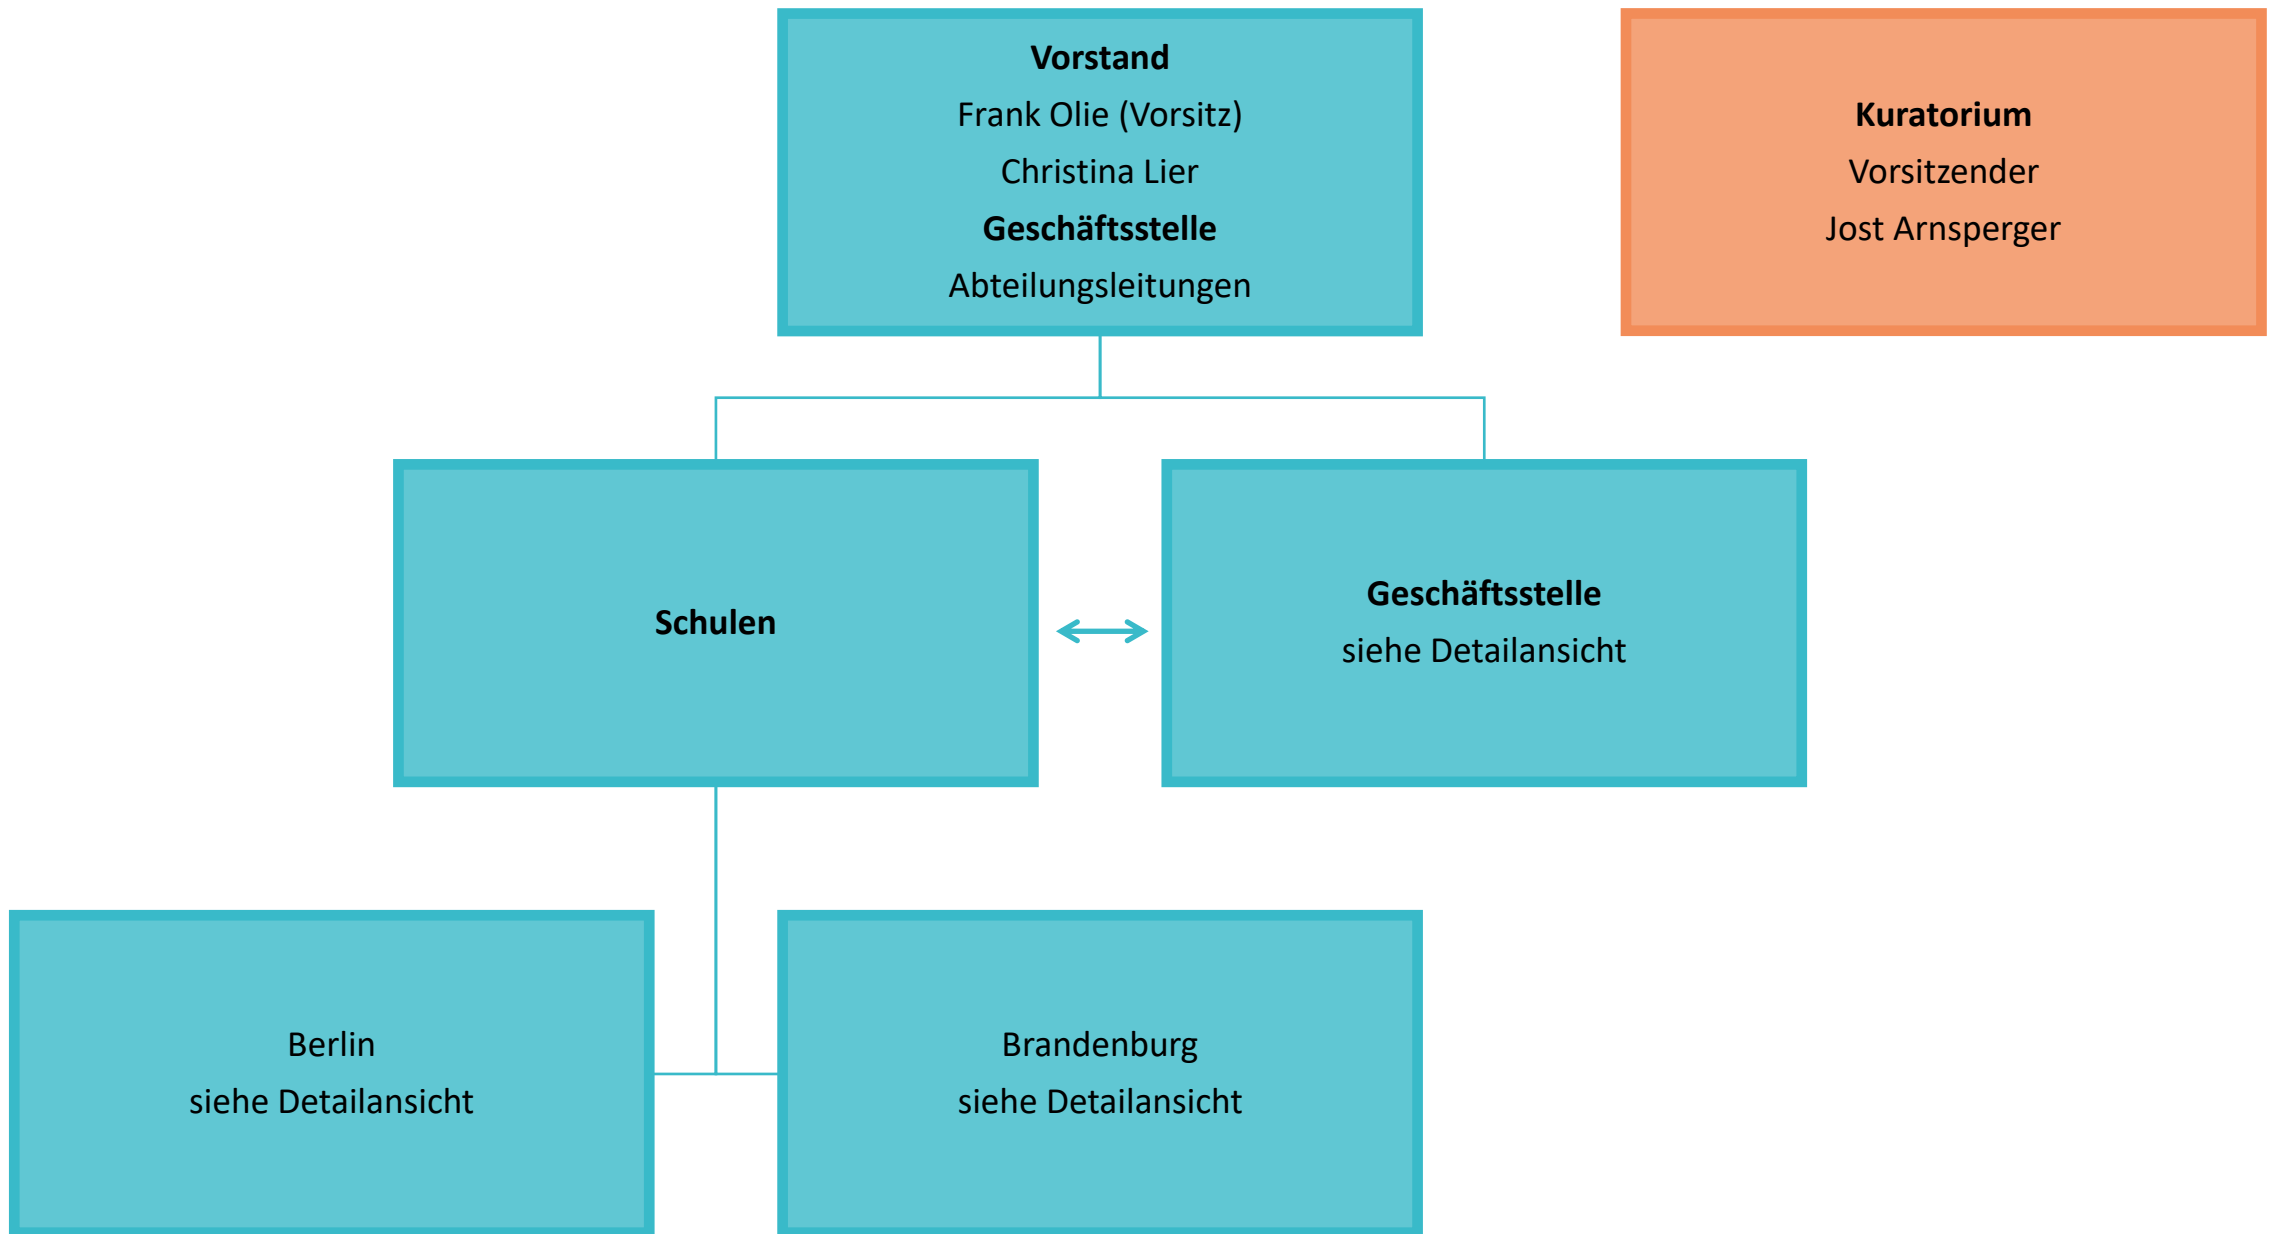 Vorstand
Frank Olie (Vorsitz)
Christina Lier
Geschäftsstelle
Abteilungsleitungen
Kuratorium
Vorsitzender
Jost Arnsperger
Schulen
Geschäftsstelle
siehe Detailansicht
Berlin
siehe Detailansicht
Brandenburg
siehe Detailansicht